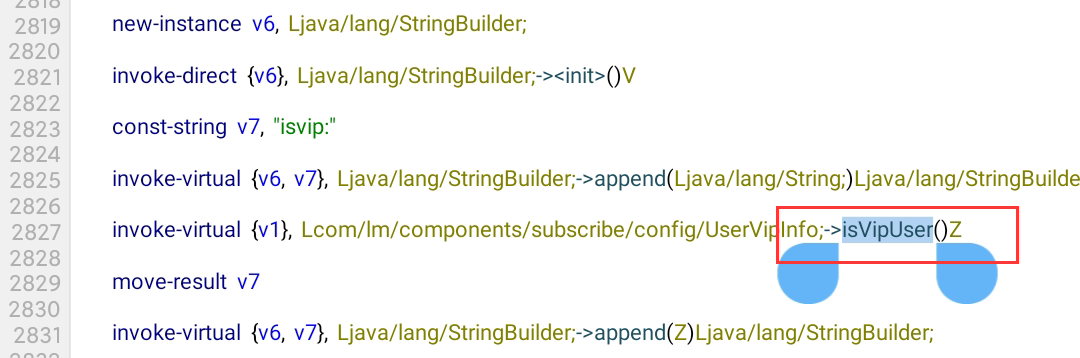 2818
2819 new-instance v6, Ljava/lang/StringBuilder;
2820
2821 invoke-direct {v6}, Ljava/lang/StringBuilder;-><init>()V
2822
2823 const-string v7, "isvip:"
2824
2825 invoke-virtual {v6, v7}, Ljava/lang/StringBuilder;->append(Ljava/lang/String;)Ljava/lang/StringBuilde
2826
2827 invoke-virtual {v1}, Lcom/lm/components/subscribe/config/UserVipInfo;->isVipUser()Z
2828
2829 move-result v7
2830
2831 invoke-virtual {v6, v7}, Ljava/lang/StringBuilder;->append(Z)Ljava/lang/StringBuilder;